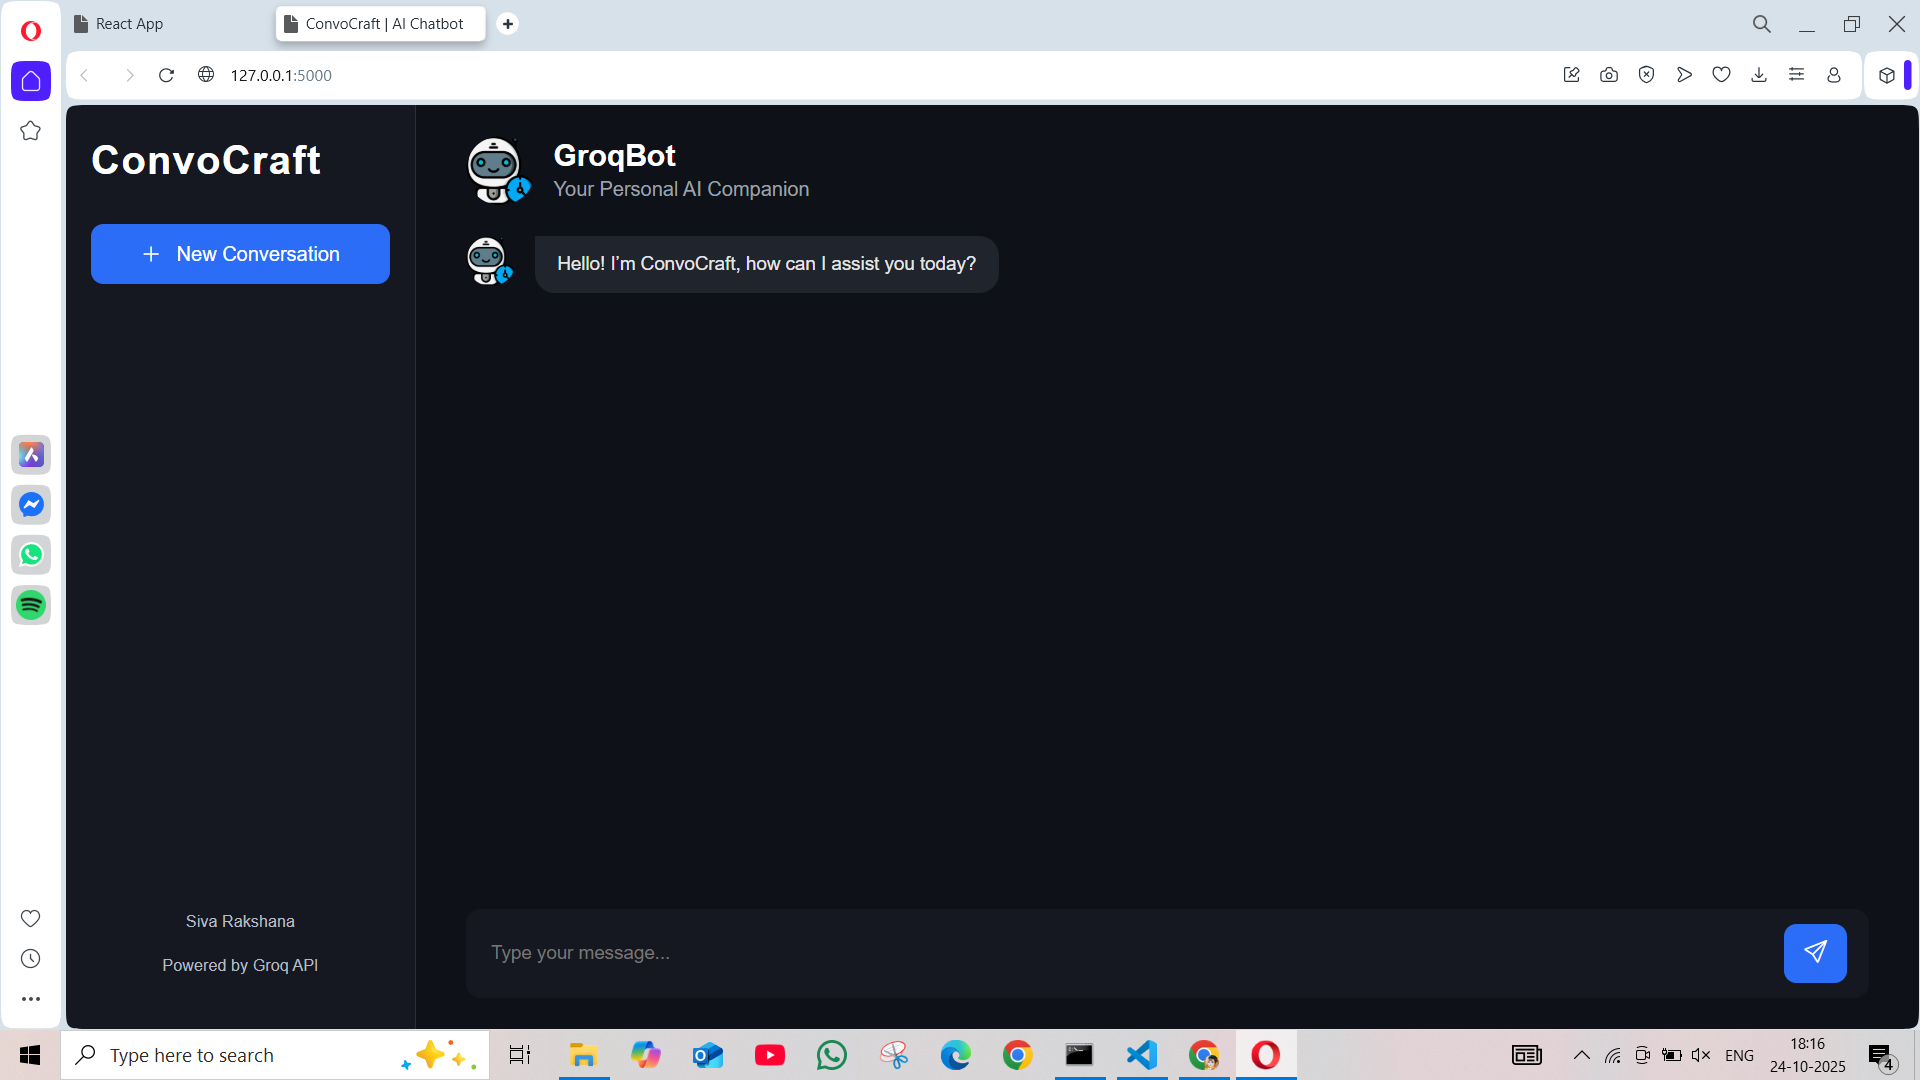 React App
ConvoCraft | AI Chatbot
127.0.0.1:5000
ConvoCraft
New Conversation
GroqBot
Your Personal AI Companion
Hello! I’m ConvoCraft, how can I assist you today?
Siva Rakshana
Powered by Groq API
Type your message...
Type here to search
ENG
18:16
24-10-2025
4